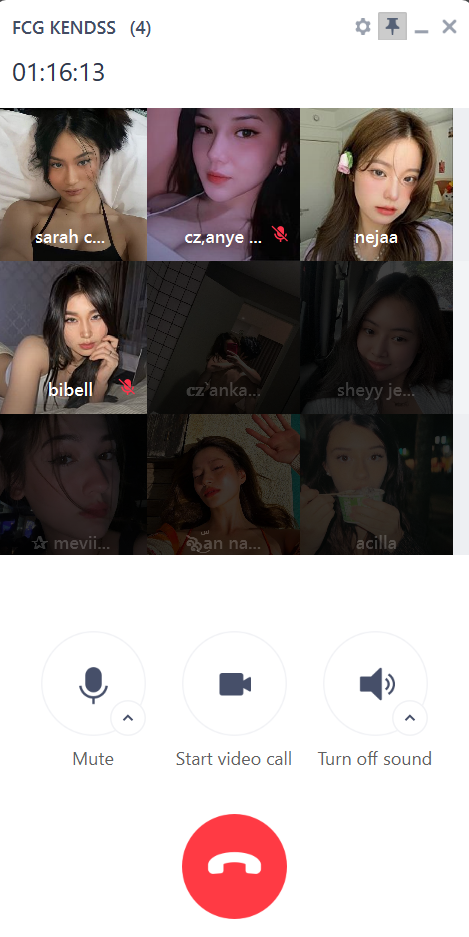 FCG KENDSS (4)
01:16:13
sarah c...
cz,anye ...
nejaa
bibell
cz anka...
sheyy je...
☆ mevii...
an na...
acilla
Mute
Start video call
Turn off sound